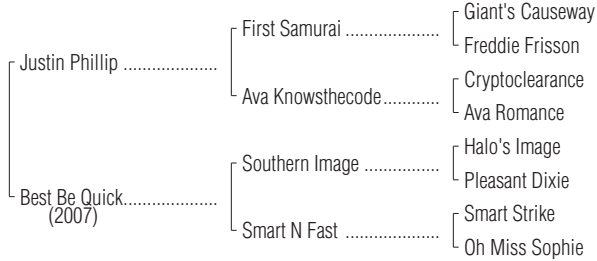 Giant's Causeway
First Samurai ....................
Freddie Frisson
Justin Phillip ....................
Cryptoclearance
Ava Knowsthecode............
Ava Romance
Halo's Image
Southern Image ................
Pleasant Dixie
Best Be Quick....................
(2007)
Smart Strike
Smart N Fast ....................
Oh Miss Sophie